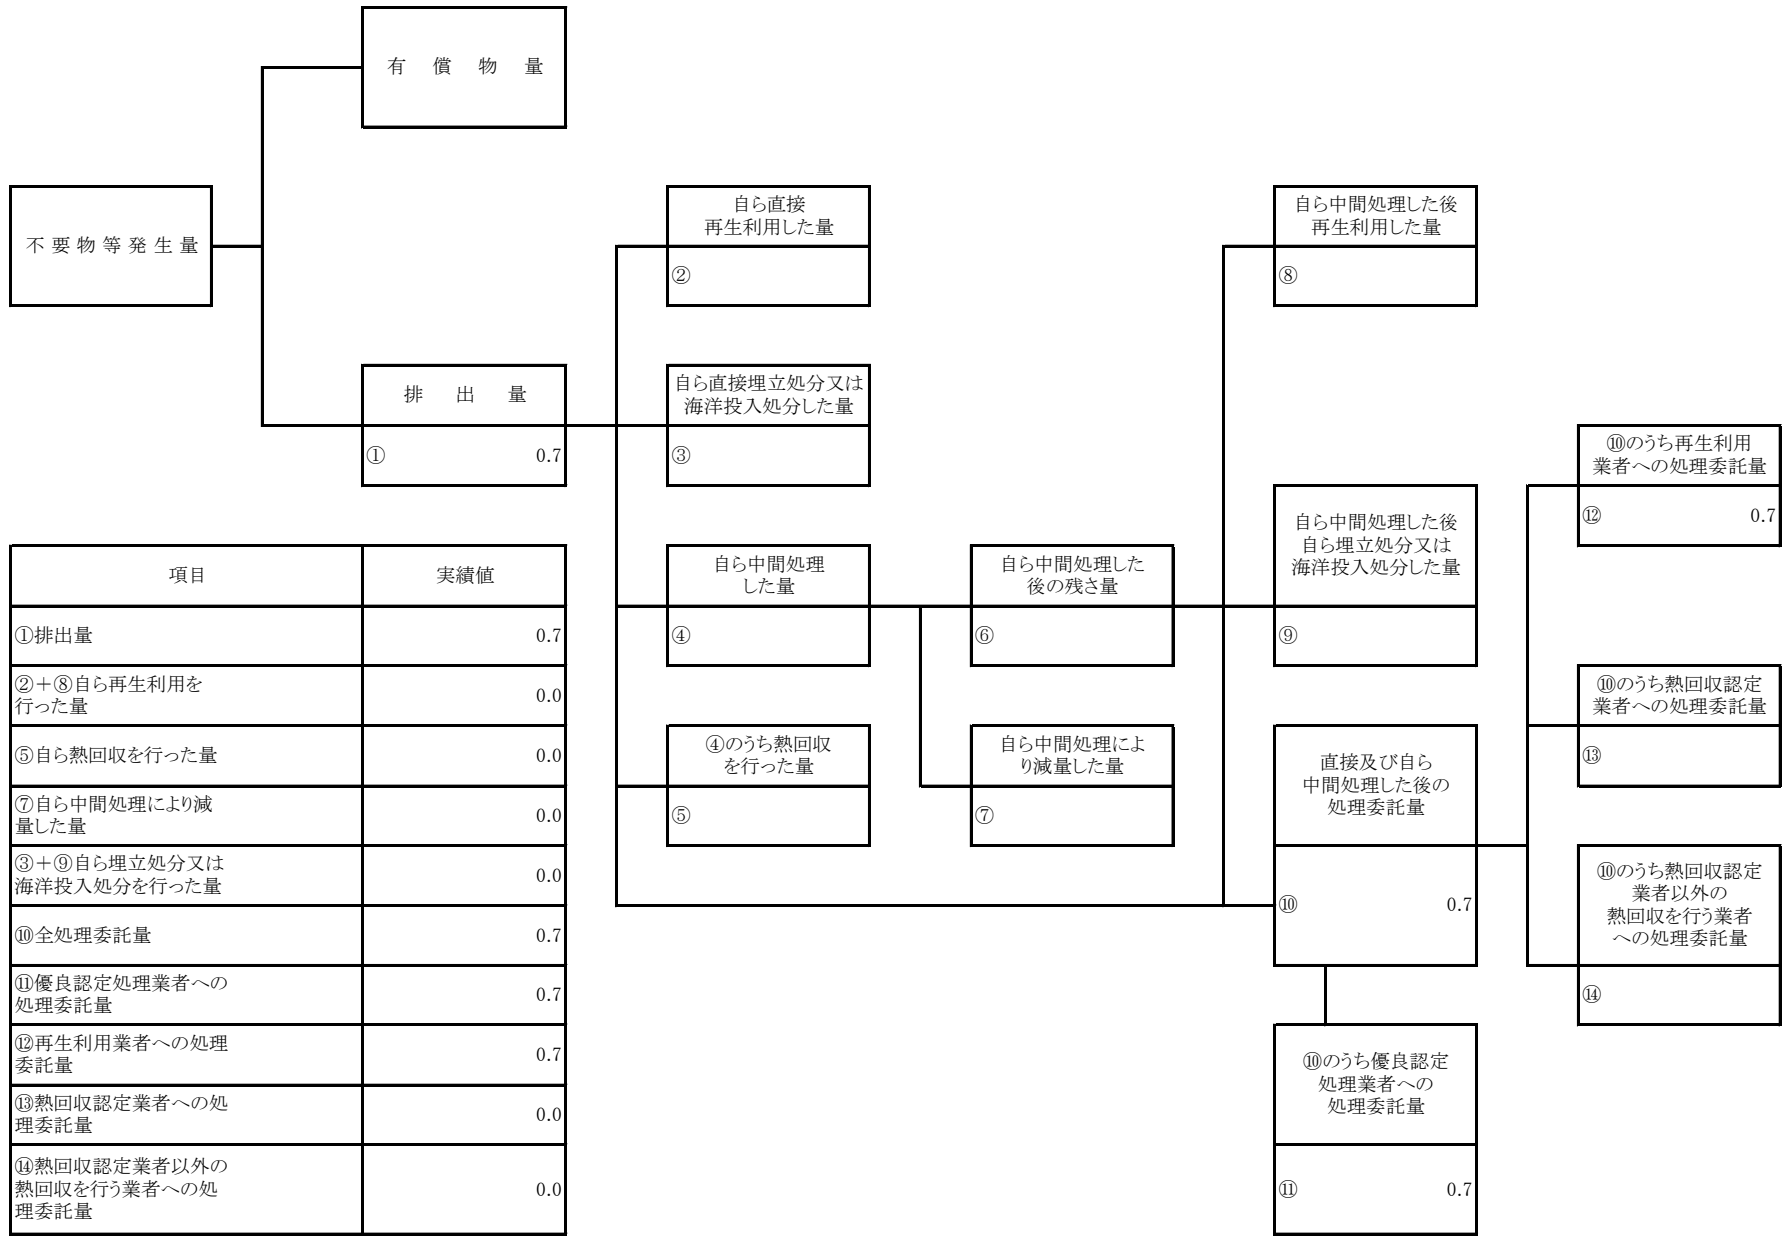 有償物量
不要物等発生量
自ら直接
再生利用した量
②
自ら中間処理した後
再生利用した量
⑧
排出量
① 0.7
自ら直接埋立処分又は
海洋投入処分した量
③
⑩のうち再生利用
業者への処理委託量
⑫ 0.7
自ら中間処理した後
自ら埋立処分又は
海洋投入処分した量
⑨
自ら中間処理
した量
④
自ら中間処理した
後の残さ量
⑥
⑩のうち熱回収認定
業者への処理委託量
⑬
④のうち熱回収
を行った量
⑤
自ら中間処理によ
り減量した量
⑦
直接及び自ら
中間処理した後の
処理委託量
⑩ 0.7
⑩のうち熱回収認定
業者以外の
熱回収を行う業者
への処理委託量
⑭
⑩のうち優良認定
処理業者への
処理委託量
⑪ 0.7
項目 実績値
①排出量 0.7
②＋⑧自ら再生利用を
行った量 0.0
⑤自ら熱回収を行った量 0.0
⑦自ら中間処理により減
量した量 0.0
③＋⑨自ら埋立処分又は
海洋投入処分を行った量 0.0
⑩全処理委託量 0.7
⑪優良認定処理業者への
処理委託量 0.7
⑫再生利用業者への処理
委託量 0.7
⑬熱回収認定業者への処
理委託量 0.0
⑭熱回収認定業者以外の
熱回収を行う業者への処
理委託量 0.0